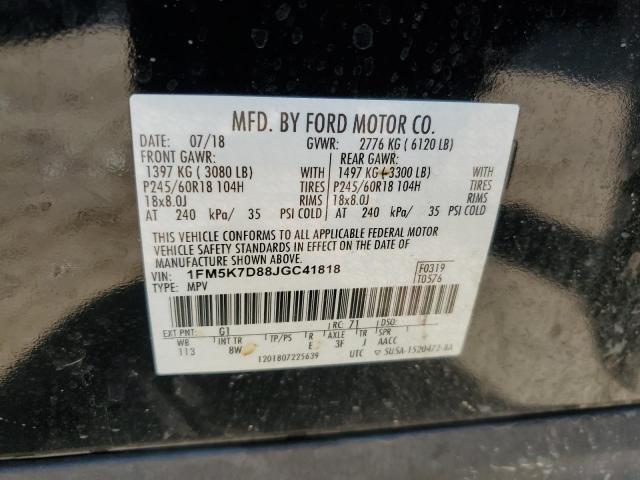 MFD. BY FORD MOTOR CO.
DATE: 07/18 GVWR: 2776 KG ( 6120 LB)
FRONT GAWR: REAR GAWR:
1397 KG ( 3080 LB) WITH 1497 KG ( 3300 LB) WITH
P245/60R18 104H TIRES P245/60R18 104H TIRES
18x8.0J RIMS 18x8.0J RIMS
AT 240 kPa/ 35 PSI COLD AT 240 kPa/ 35 PSI COLD
THIS VEHICLE CONFORMS TO ALL APPLICABLE FEDERAL MOTOR
VEHICLE SAFETY STANDARDS IN EFFECT ON THE DATE OF
MANUFACTURE SHOWN ABOVE.
VIN: 1FM5K7D88JGC41818 F0319
TYPE: MPV T0576
EXT PNT: G1 RC: 71 DSO:
WB INT TR TP/PS R AXLE TR SPR
113 8W E 3F J AACC
1201807225639 UTC SU5A-1520472-AA